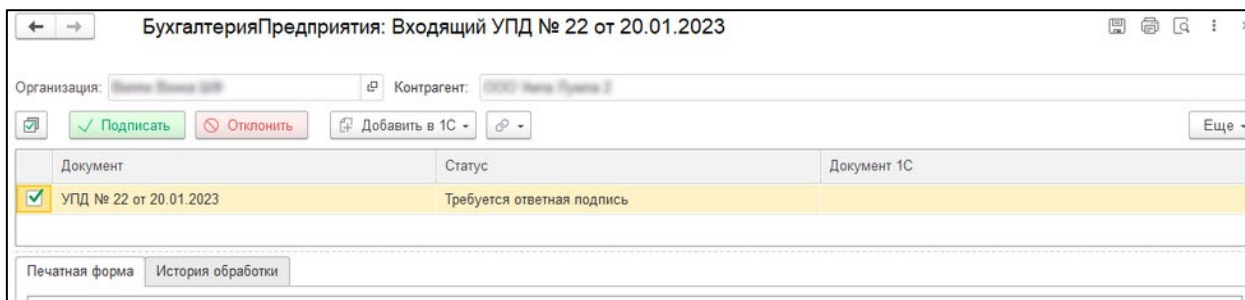 БухгалтерияПредприятия: Входящий УПД № 22 от 20.01.2023
Организация: Контрагент:
Подписать Отклонить Добавить в 1С Еще
Документ Статус Документ 1С
УПД № 22 от 20.01.2023 Требуется ответная подпись
Печатная форма История обработки